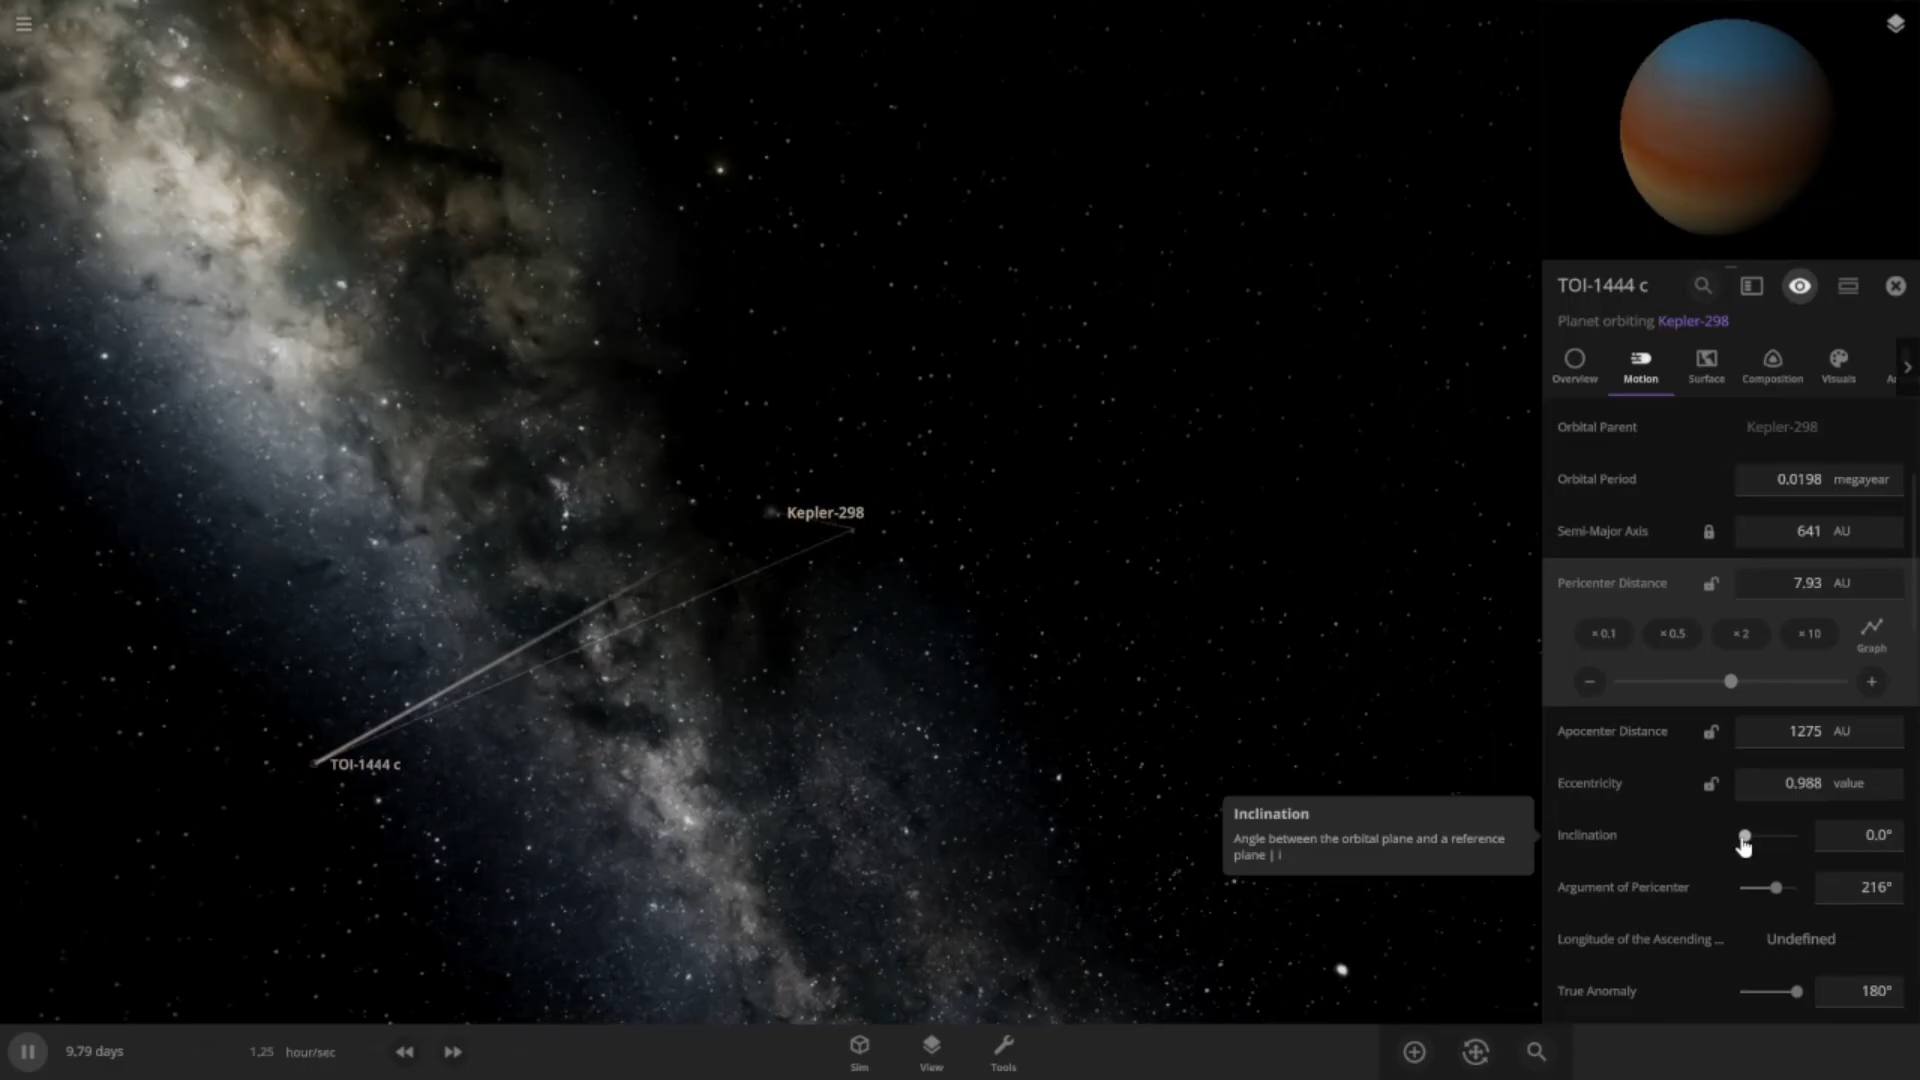 TOI-1444 c
Planet orbiting Kepler-298
Overview
Motion
Surface
Composition
Visuals
Orbital Parent
Kepler-298
Orbital Period
0.0198 megayear
Semi-Major Axis
641 AU
Pericenter Distance
7.93 AU
× 0.1
× 0.5
× 2
× 10
Graph
Apocenter Distance
1275 AU
Eccentricity
0.988 value
Inclination
0.0°
Argument of Pericenter
216°
Longitude of the Ascending ...
Undefined
True Anomaly
180°
Kepler-298
TOI-1444 c
Inclination
Angle between the orbital plane and a reference
plane | i
9.79 days
1.25 hour/sec
Sim
View
Tools